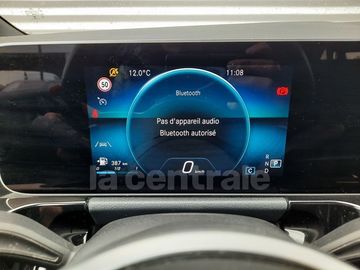 12.0°C
11:08
50
Bluetooth
Pas d'appareil audio
Bluetooth autorisé
387 km
0
km/h
R
N
D
P
C
la centrale